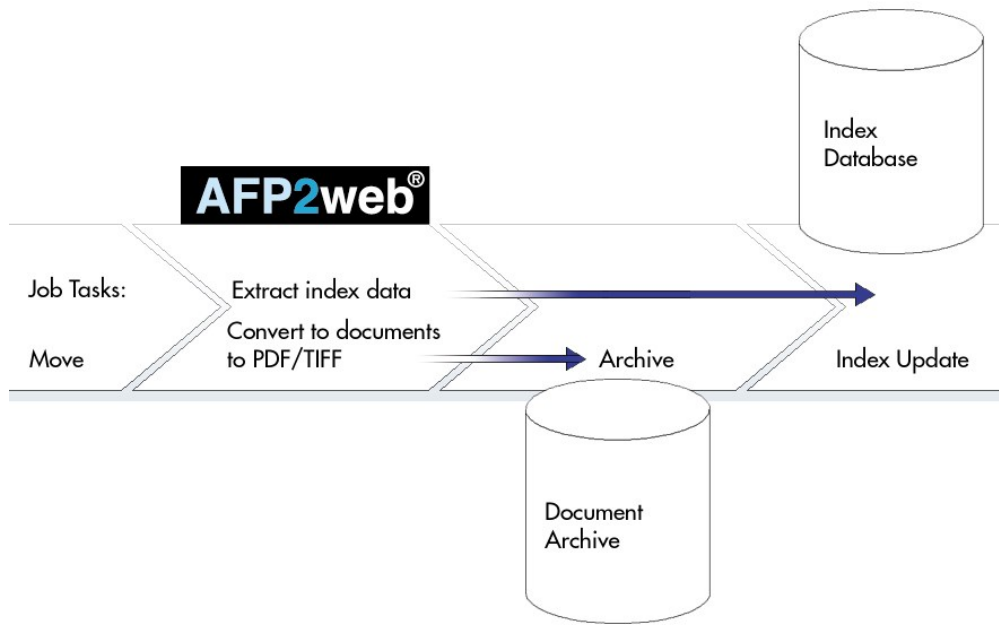 Index
Database
AFP2web®
Job Tasks:
Extract index data
Convert to documents
to PDF/TIFF
Move
Archive
Index Update
Document
Archive